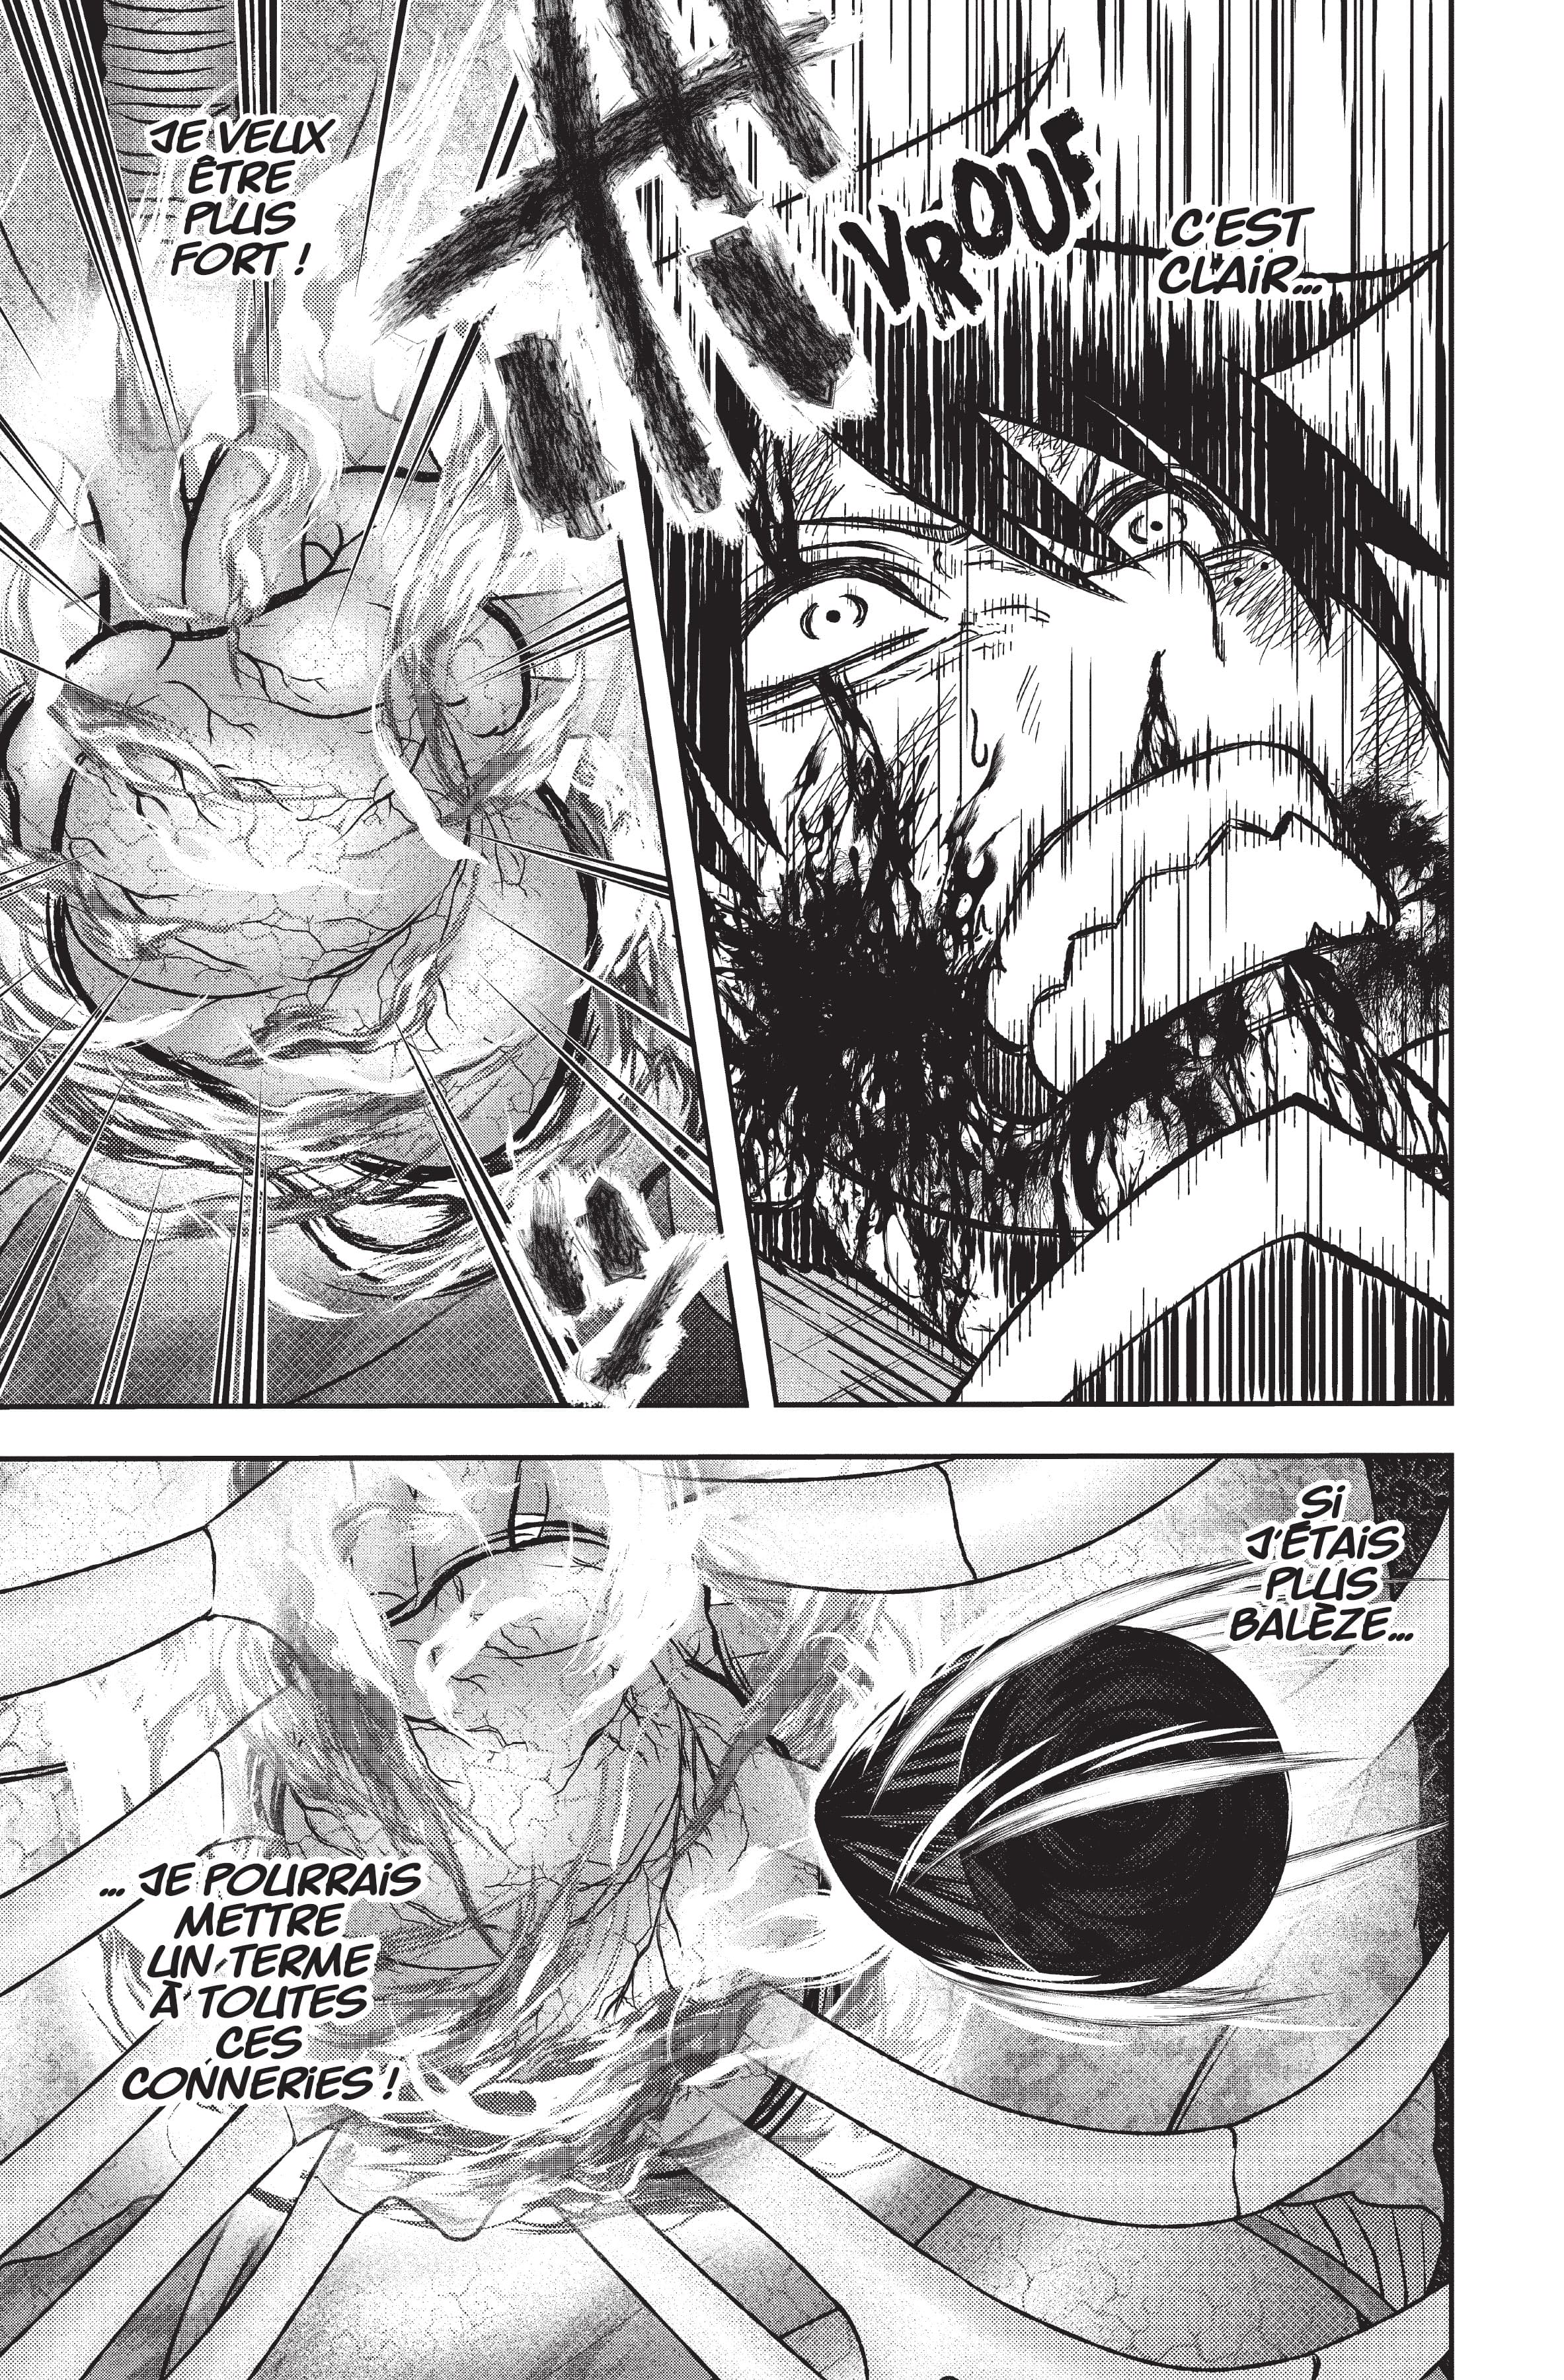 C'EST
CLAIR...
VROUF
JE VEUX
ÊTRE
PLUS
FORT !
SI
J'ÉTAIS
PLUS
BALÈZE...
... JE POURRAIS
METTRE
UN TERME
À TOUTES
CES
CONNERIES !